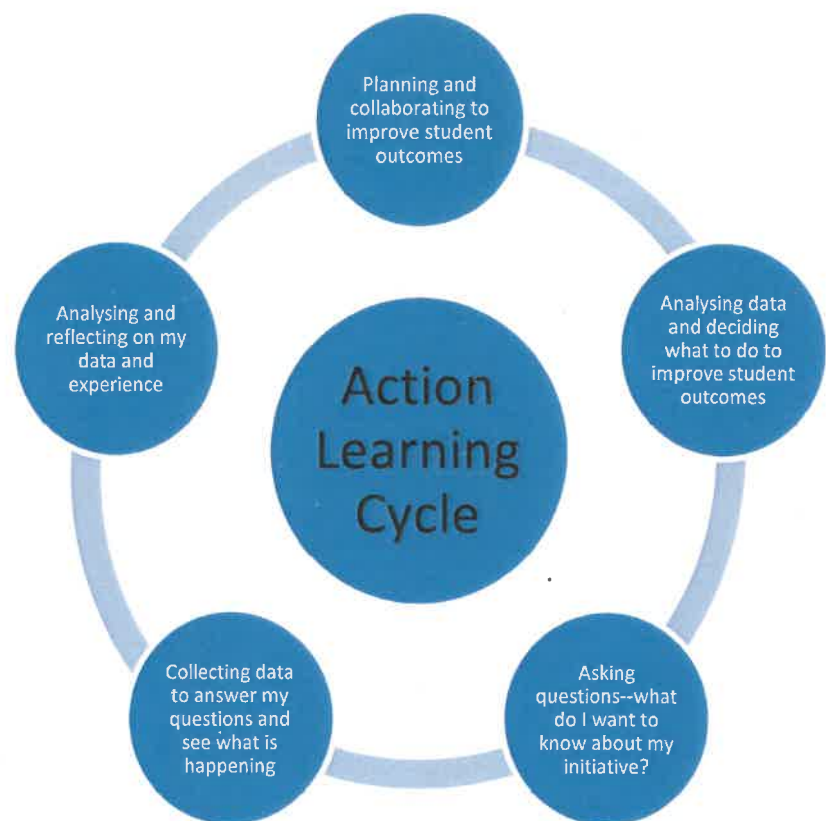 Planning and
collaborating to
improve student
outcomes
Analysing data
and deciding
what to do to
improve student
outcomes
Asking
questions--what
do I want to
know about my
initiative?
Collecting data
to answer my
questions and
see what is
happening
Analysing and
reflecting on my
data and
experience
Action
Learning
Cycle